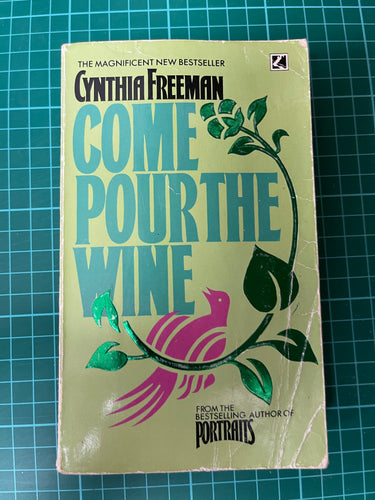 THE MAGNIFICENT NEW BESTSELLER
CYNTHIA FREEMAN
COME
POUR THE
WINE
FROM THE
BESTSELLING AUTHOR OF
PORTRAITS